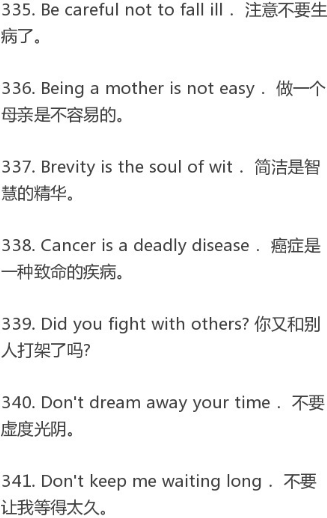 335. Be careful not to fall ill． 注意不要生
病了。
336. Being a mother is not easy． 做一个
母亲是不容易的。
337. Brevity is the soul of wit． 简洁是智
慧的精华。
338. Cancer is a deadly disease． 癌症是
一种致命的疾病。
339. Did you fight with others? 你又和别
人打架了吗?
340. Don't dream away your time． 不要
虚度光阴。
341. Don't keep me waiting long． 不要
让我等得太久。